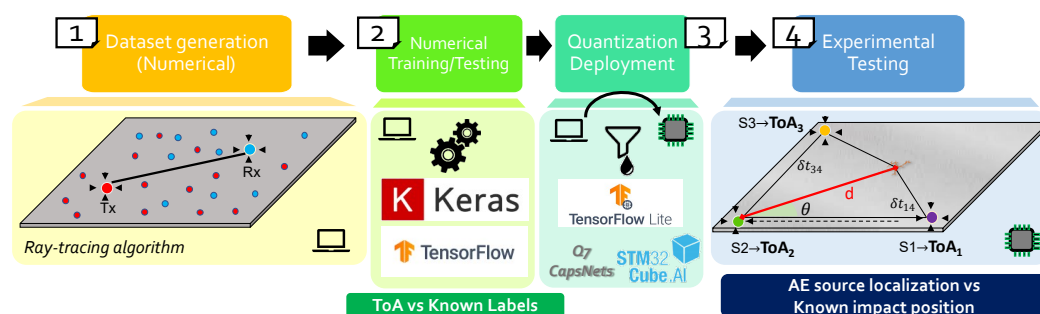 1
Dataset generation
(Numerical)
2
Numerical
Training/Testing
Quantization
Deployment
3
4
Experimental
Testing
Rx
Tx
Ray-tracing algorithm
K Keras
TensorFlow
TensorFlow Lite
Q7
CapsNets
STM32
Cube.AI
S3→ToA3
δt34
d
θ
δt14
S2→ToA2
S1→ToA1
ToA vs Known Labels
AE source localization vs
Known impact position